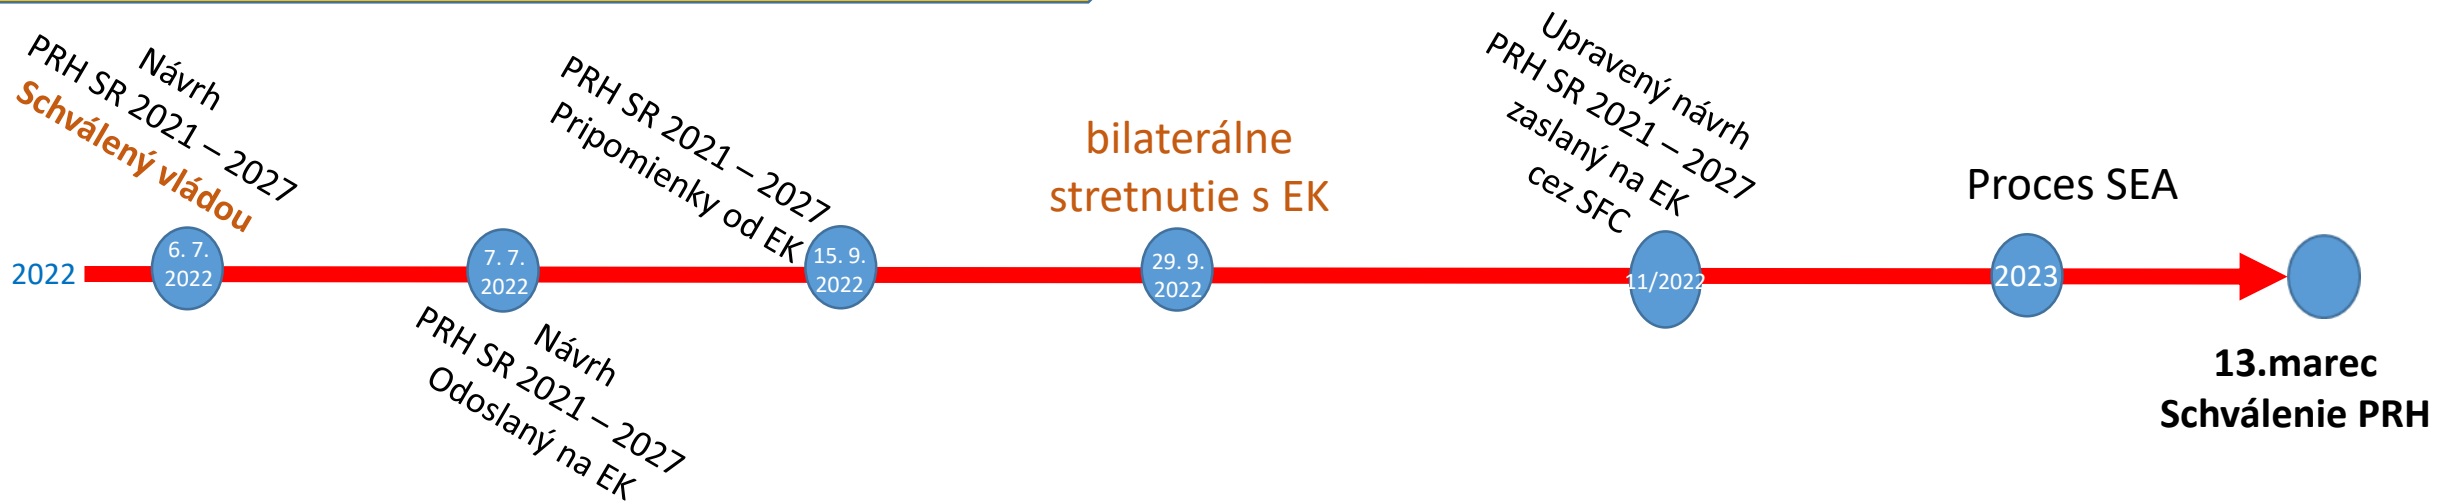 Návrh
PRH SR 2021 – 2027
Schválený vládou
PRH SR 2021 – 2027
Pripomienky od EK
bilaterálne
stretnutie s EK
Upravený návrh
PRH SR 2021 – 2027
zaslaný na EK
cez SFC
Proces SEA
2022
6. 7.
2022
7. 7.
2022
15. 9.
2022
29. 9.
2022
11/2022
2023
Návrh
PRH SR 2021 – 2027
Odoslaný na EK
13.marec
Schválenie PRH